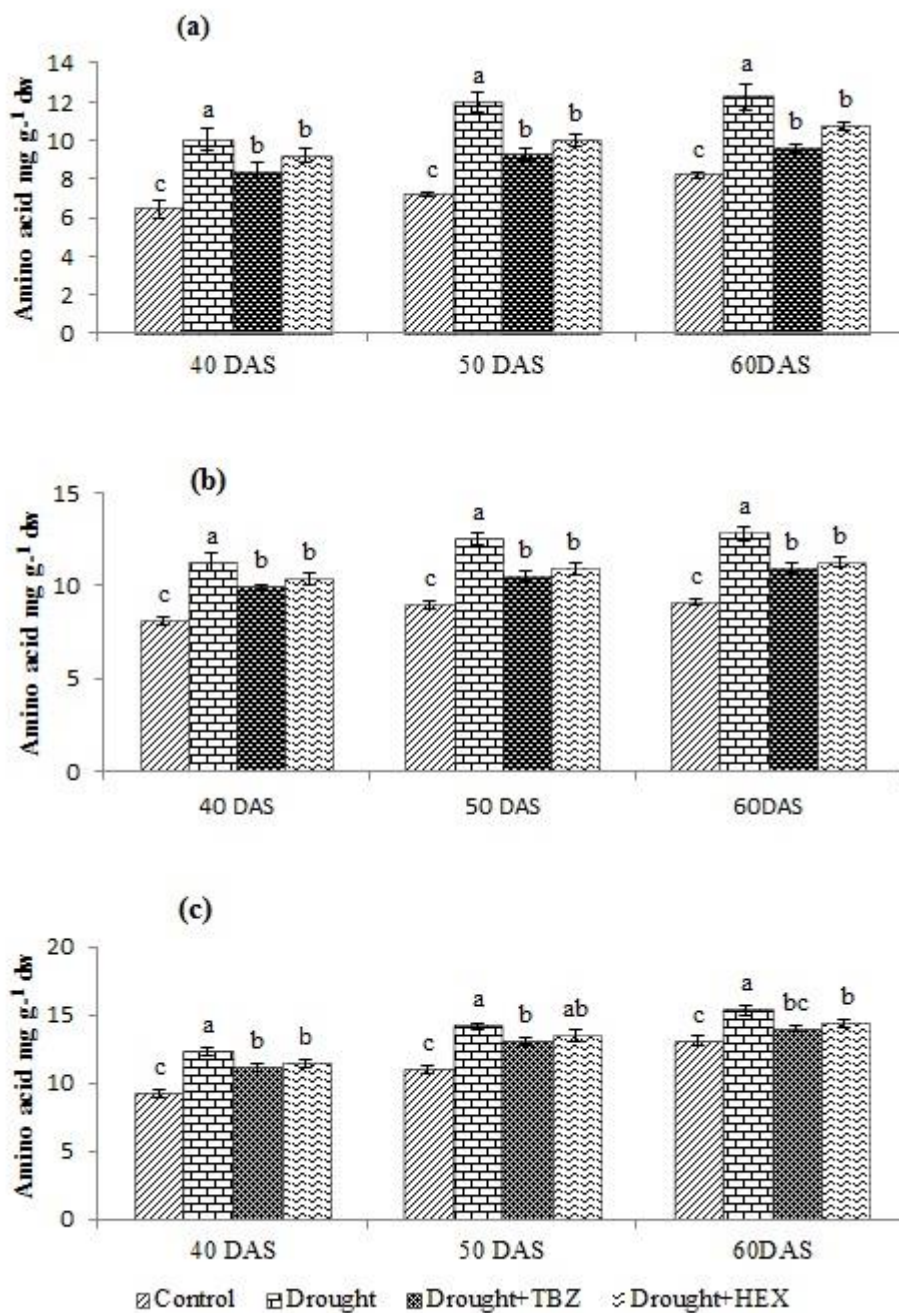 (a)
Amino acid mg g-¹ dw
14
12
10
8
6
4
2
0
c a b b
c a b b
c a b b
40 DAS 50 DAS 60DAS
(b)
Amino acid mg g-¹ dw
15
10
5
0
c a b b
c a b b
c a b b
40 DAS 50 DAS 60DAS
(c)
Amino acid mg g-¹ dw
20
15
10
5
0
c a b b
c a b ab
c a bc b
40 DAS 50 DAS 60DAS
Control Drought Drought+TBZ Drought+HEX